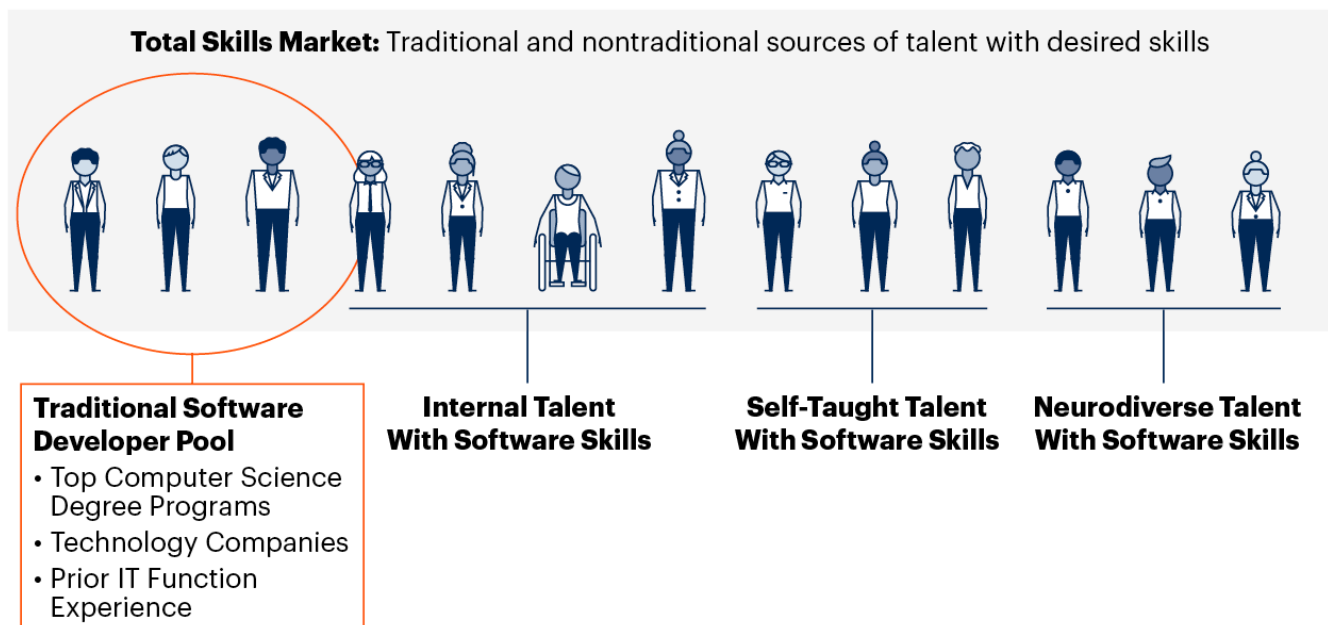 Total Skills Market: Traditional and nontraditional sources of talent with desired skills
Traditional Software
Developer Pool
• Top Computer Science
Degree Programs
• Technology Companies
• Prior IT Function
Experience
Internal Talent
With Software Skills
Self-Taught Talent
With Software Skills
Neurodiverse Talent
With Software Skills